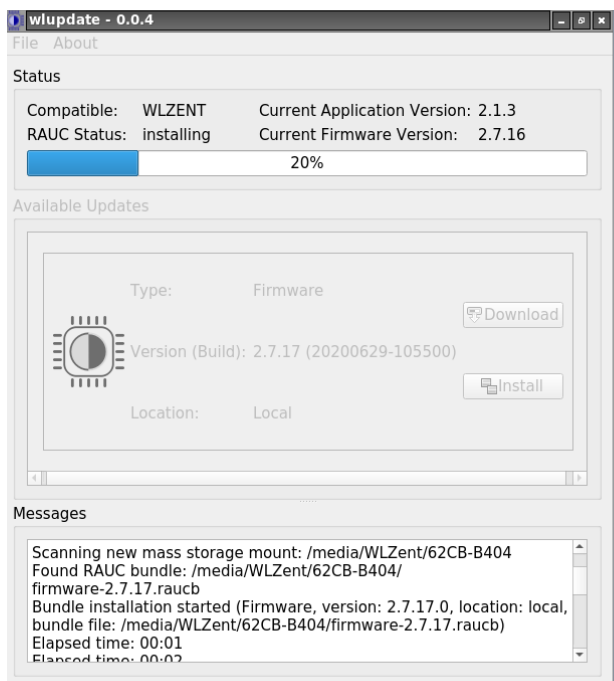 wlupdate - 0.0.4
File About
Status
Compatible: WLZENT Current Application Version: 2.1.3
RAUC Status: installing Current Firmware Version: 2.7.16
20%
Available Updates
Type: Firmware
Download
Version (Build): 2.7.17 (20200629-105500)
Install
Location: Local
Messages
Scanning new mass storage mount: /media/WLZent/62CB-B404
Found RAUC bundle: /media/WLZent/62CB-B404/
firmware-2.7.17.raucb
Bundle installation started (Firmware, version: 2.7.17.0, location: local,
bundle file: /media/WLZent/62CB-B404/firmware-2.7.17.raucb)
Elapsed time: 00:01
Elapsed time: 00:02